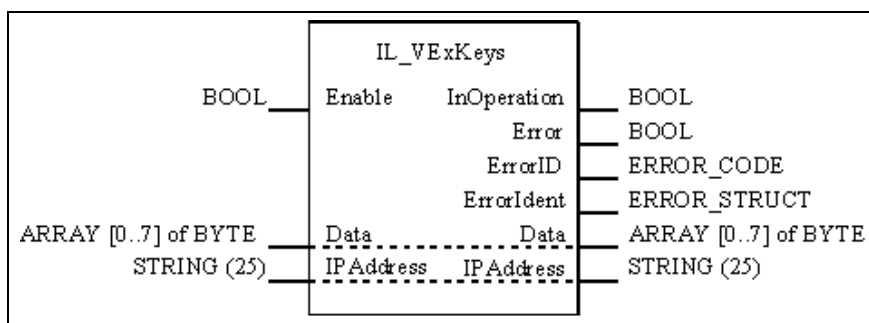 IL_VExKeys
BOOL Enable InOperation BOOL
Error BOOL
ErrorID ERROR_CODE
ErrorIdent ERROR_STRUCT
ARRAY [0..7] of BYTE Data Data ARRAY [0..7] of BYTE
STRING (25) IPAddress IPAddress STRING (25)